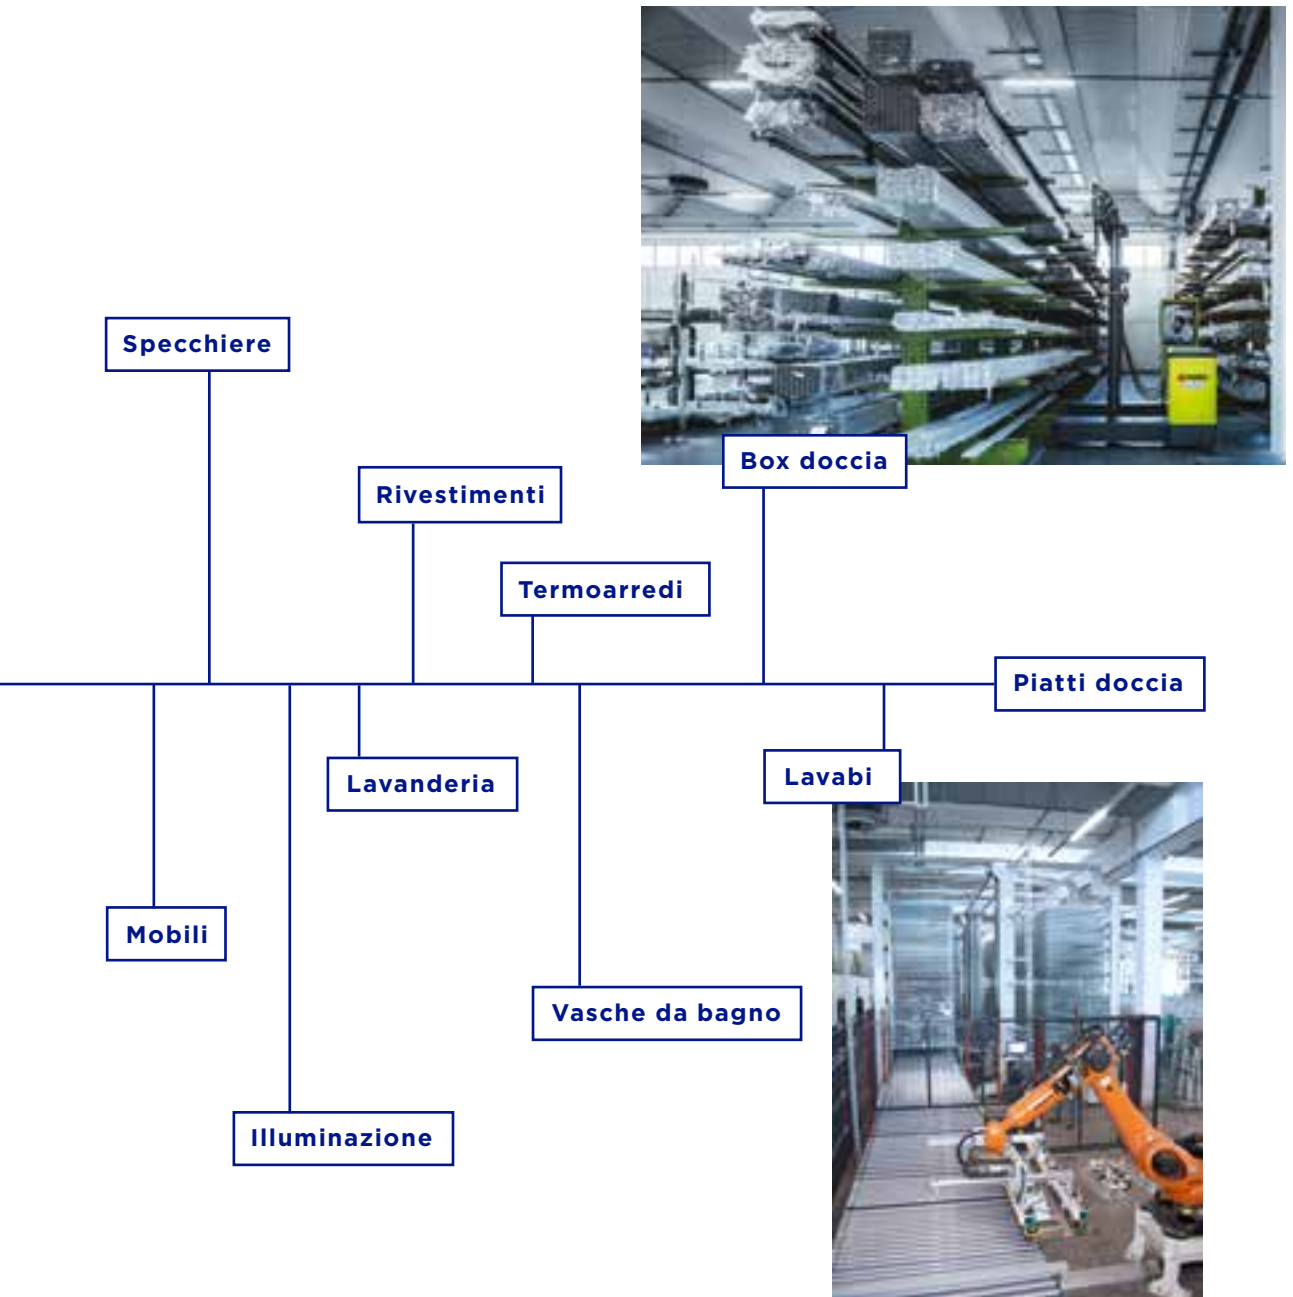 Specchiere
Box doccia
Rivestimenti
Termoarredi
Piatti doccia
Lavabi
Lavanderia
Mobili
Vasche da bagno
Illuminazione